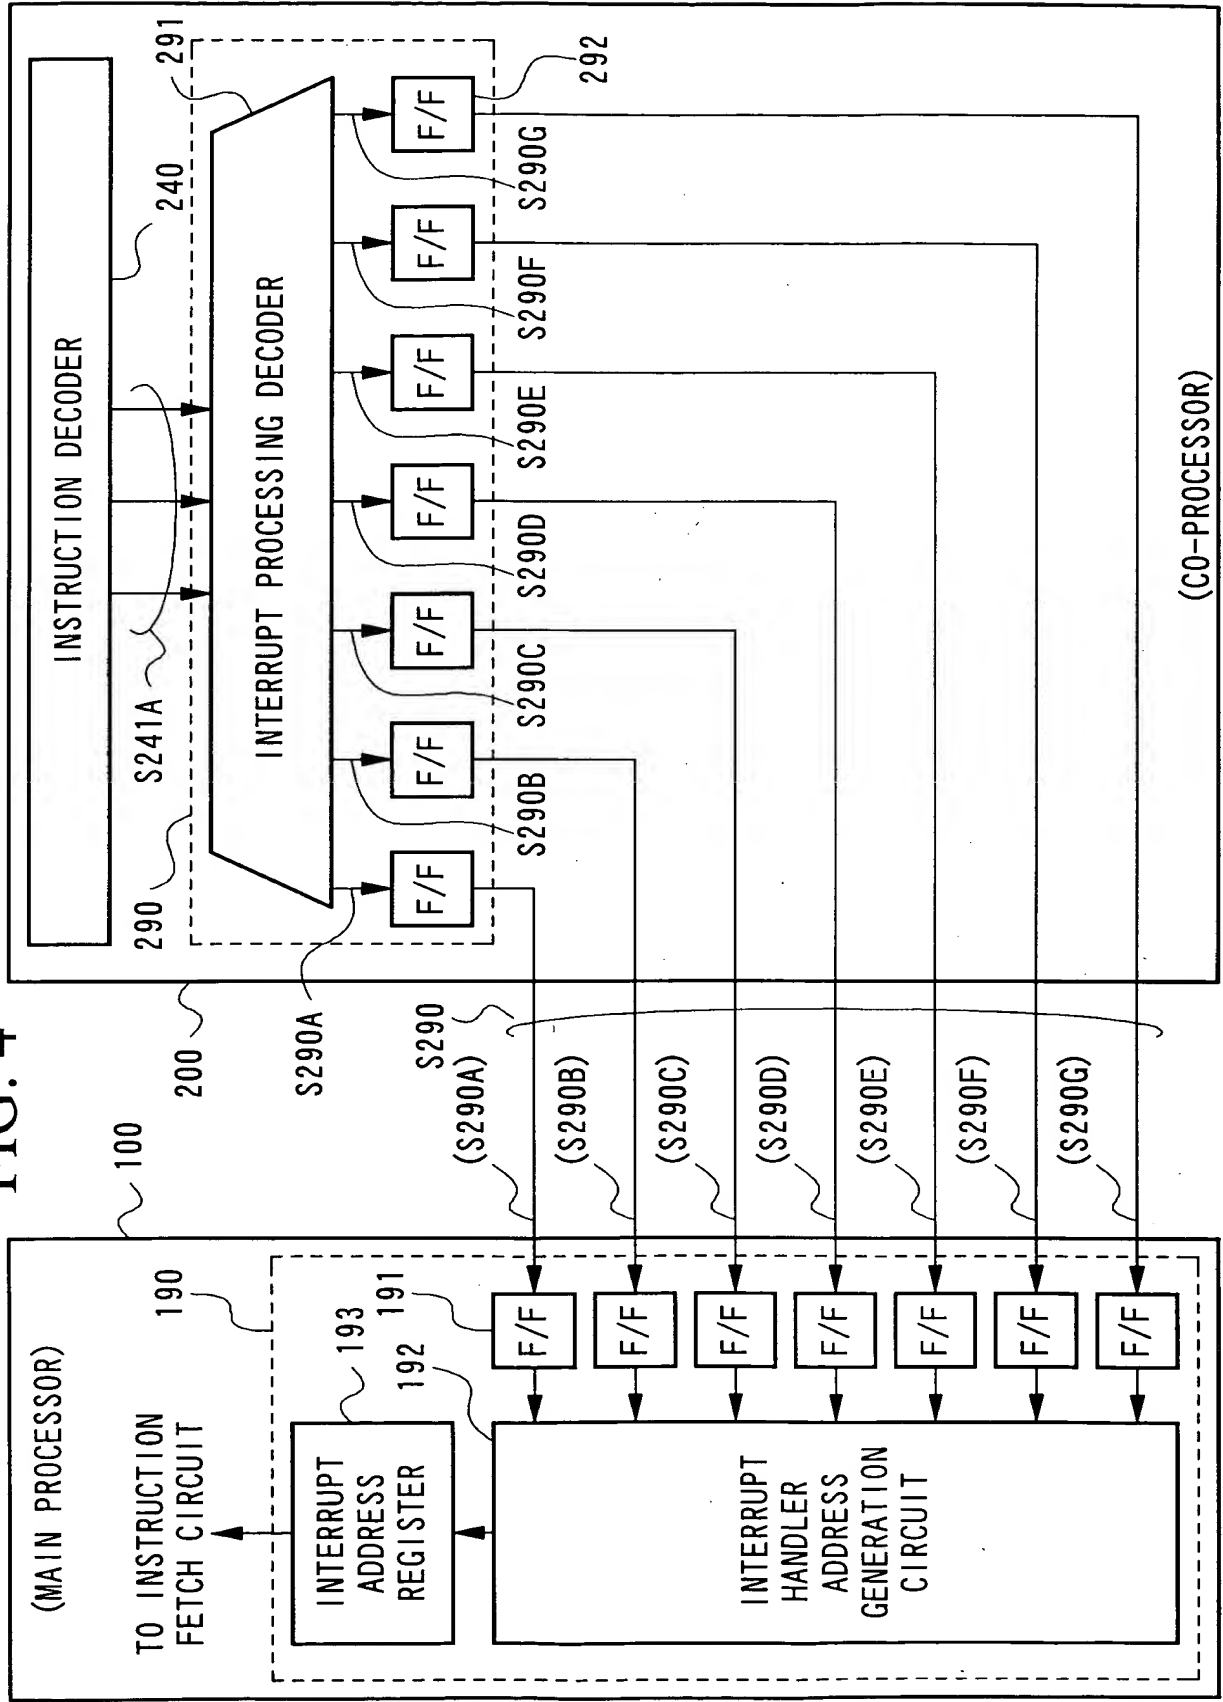 FIG. 4
(MAIN PROCESSOR)
100
TO INSTRUCTION
FETCH CIRCUIT
190
INTERRUPT
ADDRESS
REGISTER
193
192
191
INTERRUPT
HANDLER
ADDRESS
GENERATION
CIRCUIT
F/F
F/F
F/F
F/F
F/F
F/F
F/F
S290
(S290A)
(S290B)
(S290C)
(S290D)
(S290E)
(S290F)
(S290G)
200
INSTRUCTION DECODER
240
S241A
290
291
INTERRUPT PROCESSING DECODER
F/F
F/F
F/F
F/F
F/F
F/F
F/F
292
S290A
S290B
S290C
S290D
S290E
S290F
S290G
(CO-PROCESSOR)